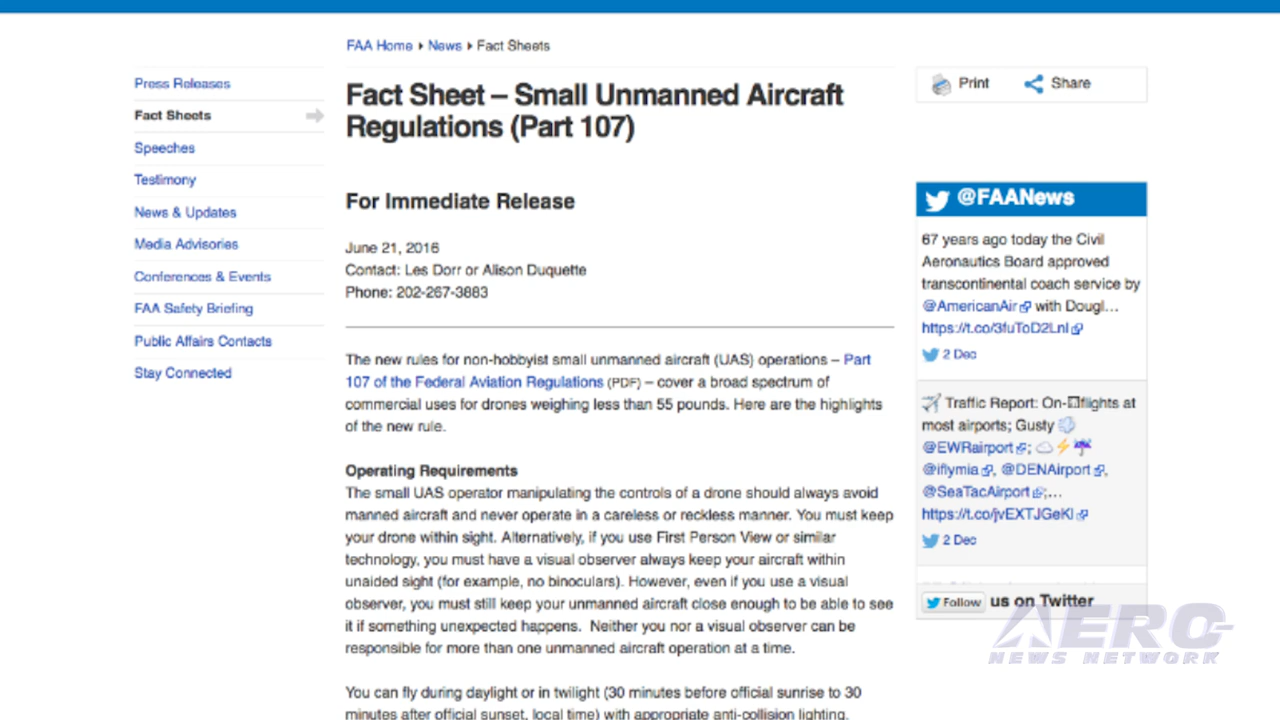 FAA Home ▸ News ▸ Fact Sheets
Press Releases
Fact Sheets
Speeches
Testimony
News & Updates
Media Advisories
Conferences & Events
FAA Safety Briefing
Public Affairs Contacts
Stay Connected
Fact Sheet – Small Unmanned Aircraft
Regulations (Part 107)
For Immediate Release
June 21, 2016
Contact: Les Dorr or Alison Duquette
Phone: 202-267-3883
The new rules for non-hobbyist small unmanned aircraft (UAS) operations – Part
107 of the Federal Aviation Regulations (PDF) – cover a broad spectrum of
commercial uses for drones weighing less than 55 pounds. Here are the highlights
of the new rule.
Operating Requirements
The small UAS operator manipulating the controls of a drone should always avoid
manned aircraft and never operate in a careless or reckless manner. You must keep
your drone within sight. Alternatively, if you use First Person View or similar
technology, you must have a visual observer always keep your aircraft within
unaided sight (for example, no binoculars). However, even if you use a visual
observer, you must still keep your unmanned aircraft close enough to be able to see
it if something unexpected happens. Neither you nor a visual observer can be
responsible for more than one unmanned aircraft operation at a time.
You can fly during daylight or in twilight (30 minutes before official sunrise to 30
minutes after official sunset, local time) with appropriate anti-collision lighting.
Print Share
@FAANews
67 years ago today the Civil
Aeronautics Board approved
transcontinental coach service by
@AmericanAir with Dougl…
https://t.co/3fuToD2LnI
2 Dec
Traffic Report: On-flights at
most airports; Gusty
@EWRairport;
@iflymia, @DENAirport,
@SeaTacAirport;…
https://t.co/jvEXTJGeKl
2 Dec
Follow us on Twitter
AERO-
NEWS NETWORK